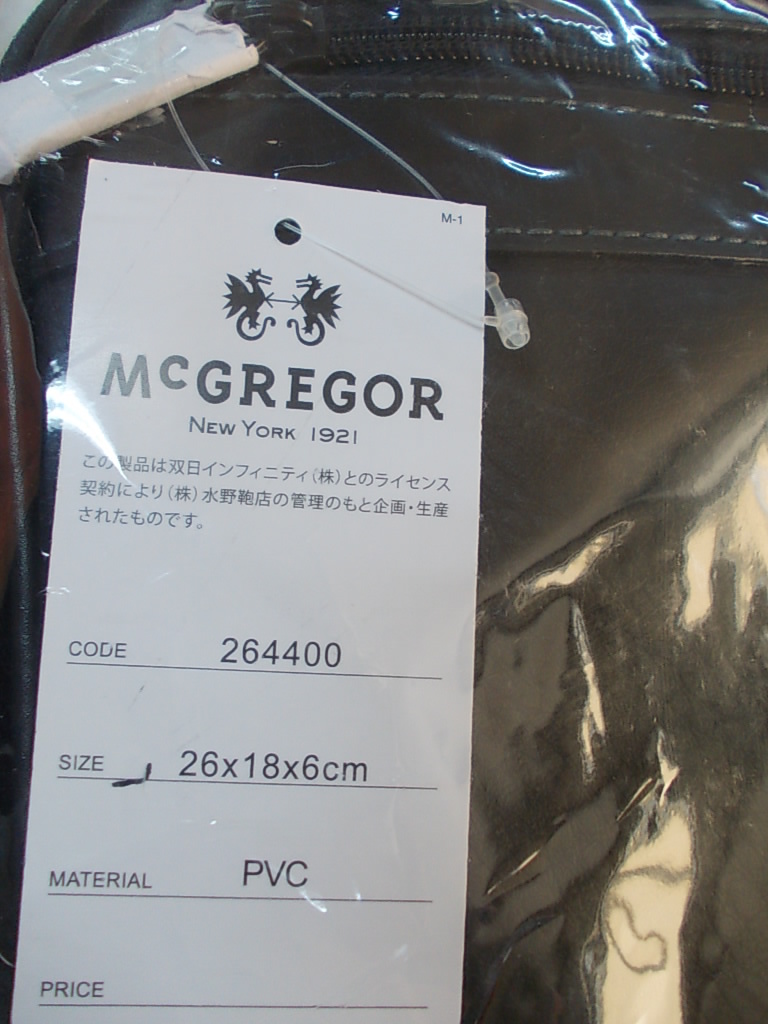 M-1
McGREGOR
NEW YORK 1921
この製品は双日インフィニティ(株)とのライセンス
契約により(株)水野鞄店の管理のもと企画・生産
されたものです。
CODE 264400
SIZE 26x18x6cm
MATERIAL PVC
PRICE